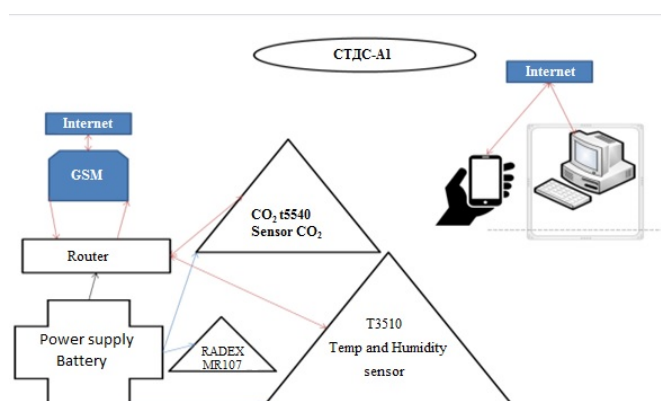 СТДС-А1
Internet
Internet
GSM
CO₂ t5540
Sensor CO₂
Router
T3510
Temp and Humidity
sensor
Power supply
Battery
RADEX
MR107